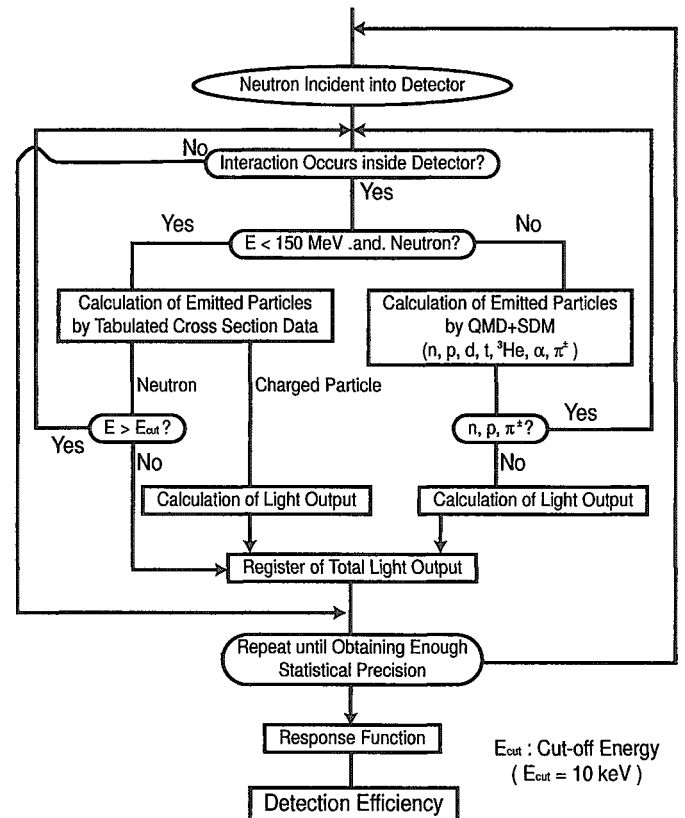 Neutron Incident into Detector
No
Interaction Occurs inside Detector?
Yes
Yes
No
E < 150 MeV .and. Neutron?
Calculation of Emitted Particles
by Tabulated Cross Section Data
Calculation of Emitted Particles
by QMD+SDM
(n, p, d, t, ³He, α, π±)
Neutron
Charged Particle
E > Ecut?
Yes
No
n, p, π±?
Yes
No
Calculation of Light Output
Calculation of Light Output
Register of Total Light Output
Repeat until Obtaining Enough
Statistical Precision
Response Function
Detection Efficiency
Ecut : Cut-off Energy
( Ecut = 10 keV )